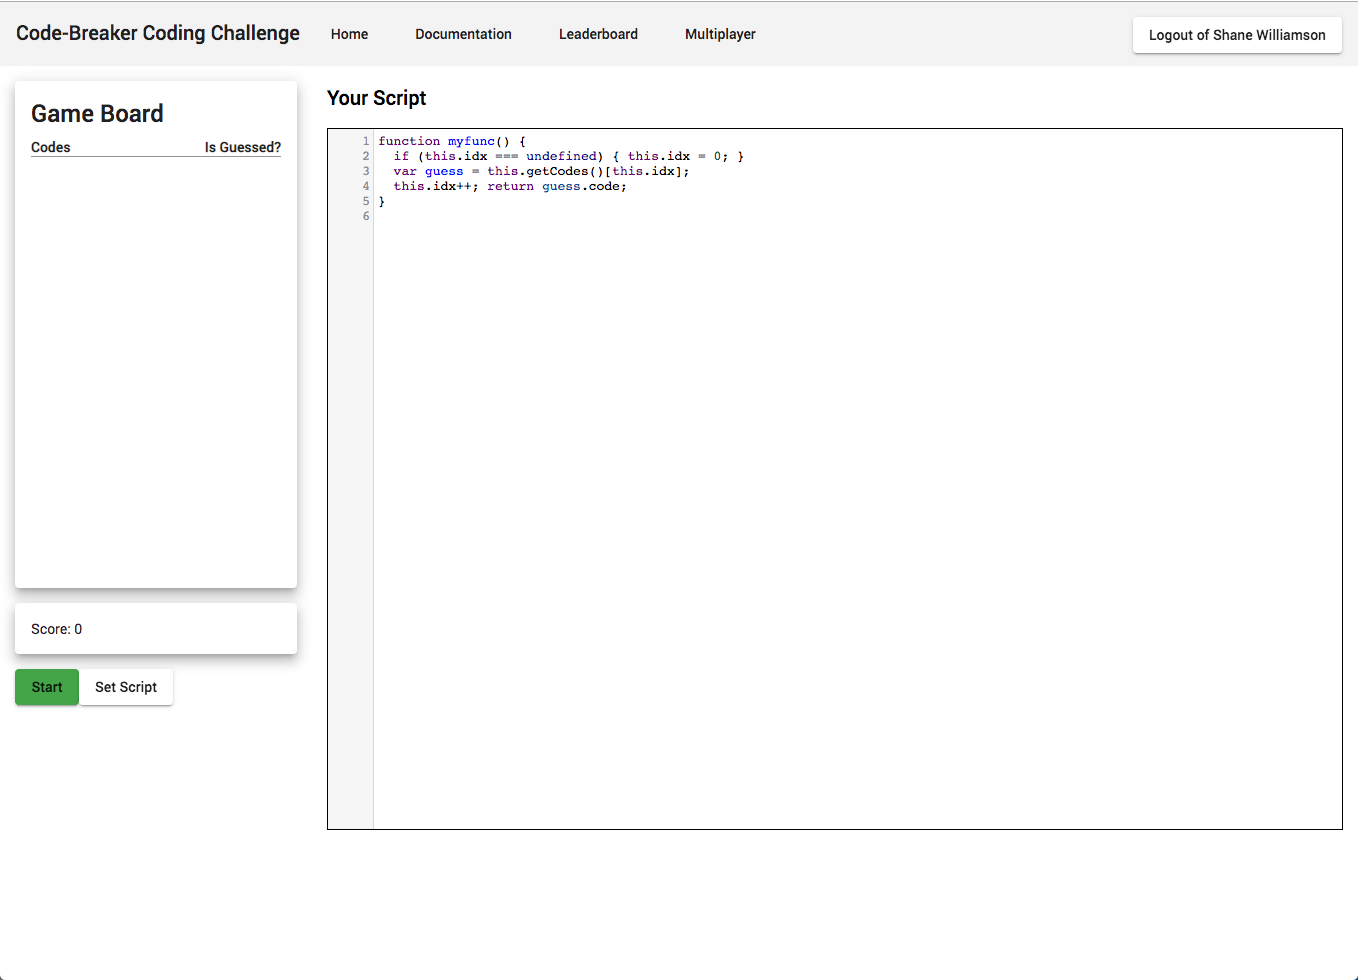 Code-Breaker Coding Challenge Home Documentation Leaderboard Multiplayer Logout of Shane Williamson
Game Board
Codes Is Guessed?
Score: 0
Start Set Script
Your Script
1 function myfunc() {
2   if (this.idx === undefined) { this.idx = 0; }
3   var guess = this.getCodes()[this.idx];
4   this.idx++; return guess.code;
5 }
6